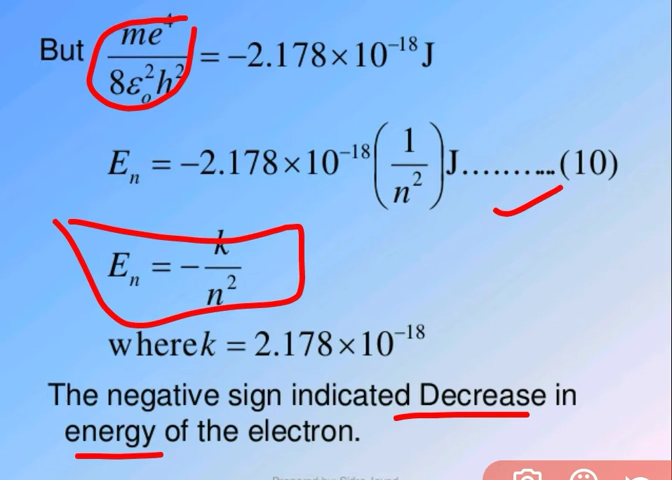 But me⁴/8ε₀²h² = −2.178×10⁻¹⁸ J
Eₙ = −2.178×10⁻¹⁸(1/n²)J...........(10)
Eₙ = −k/n²
where k = 2.178×10⁻¹⁸
The negative sign indicated Decrease in
energy of the electron.